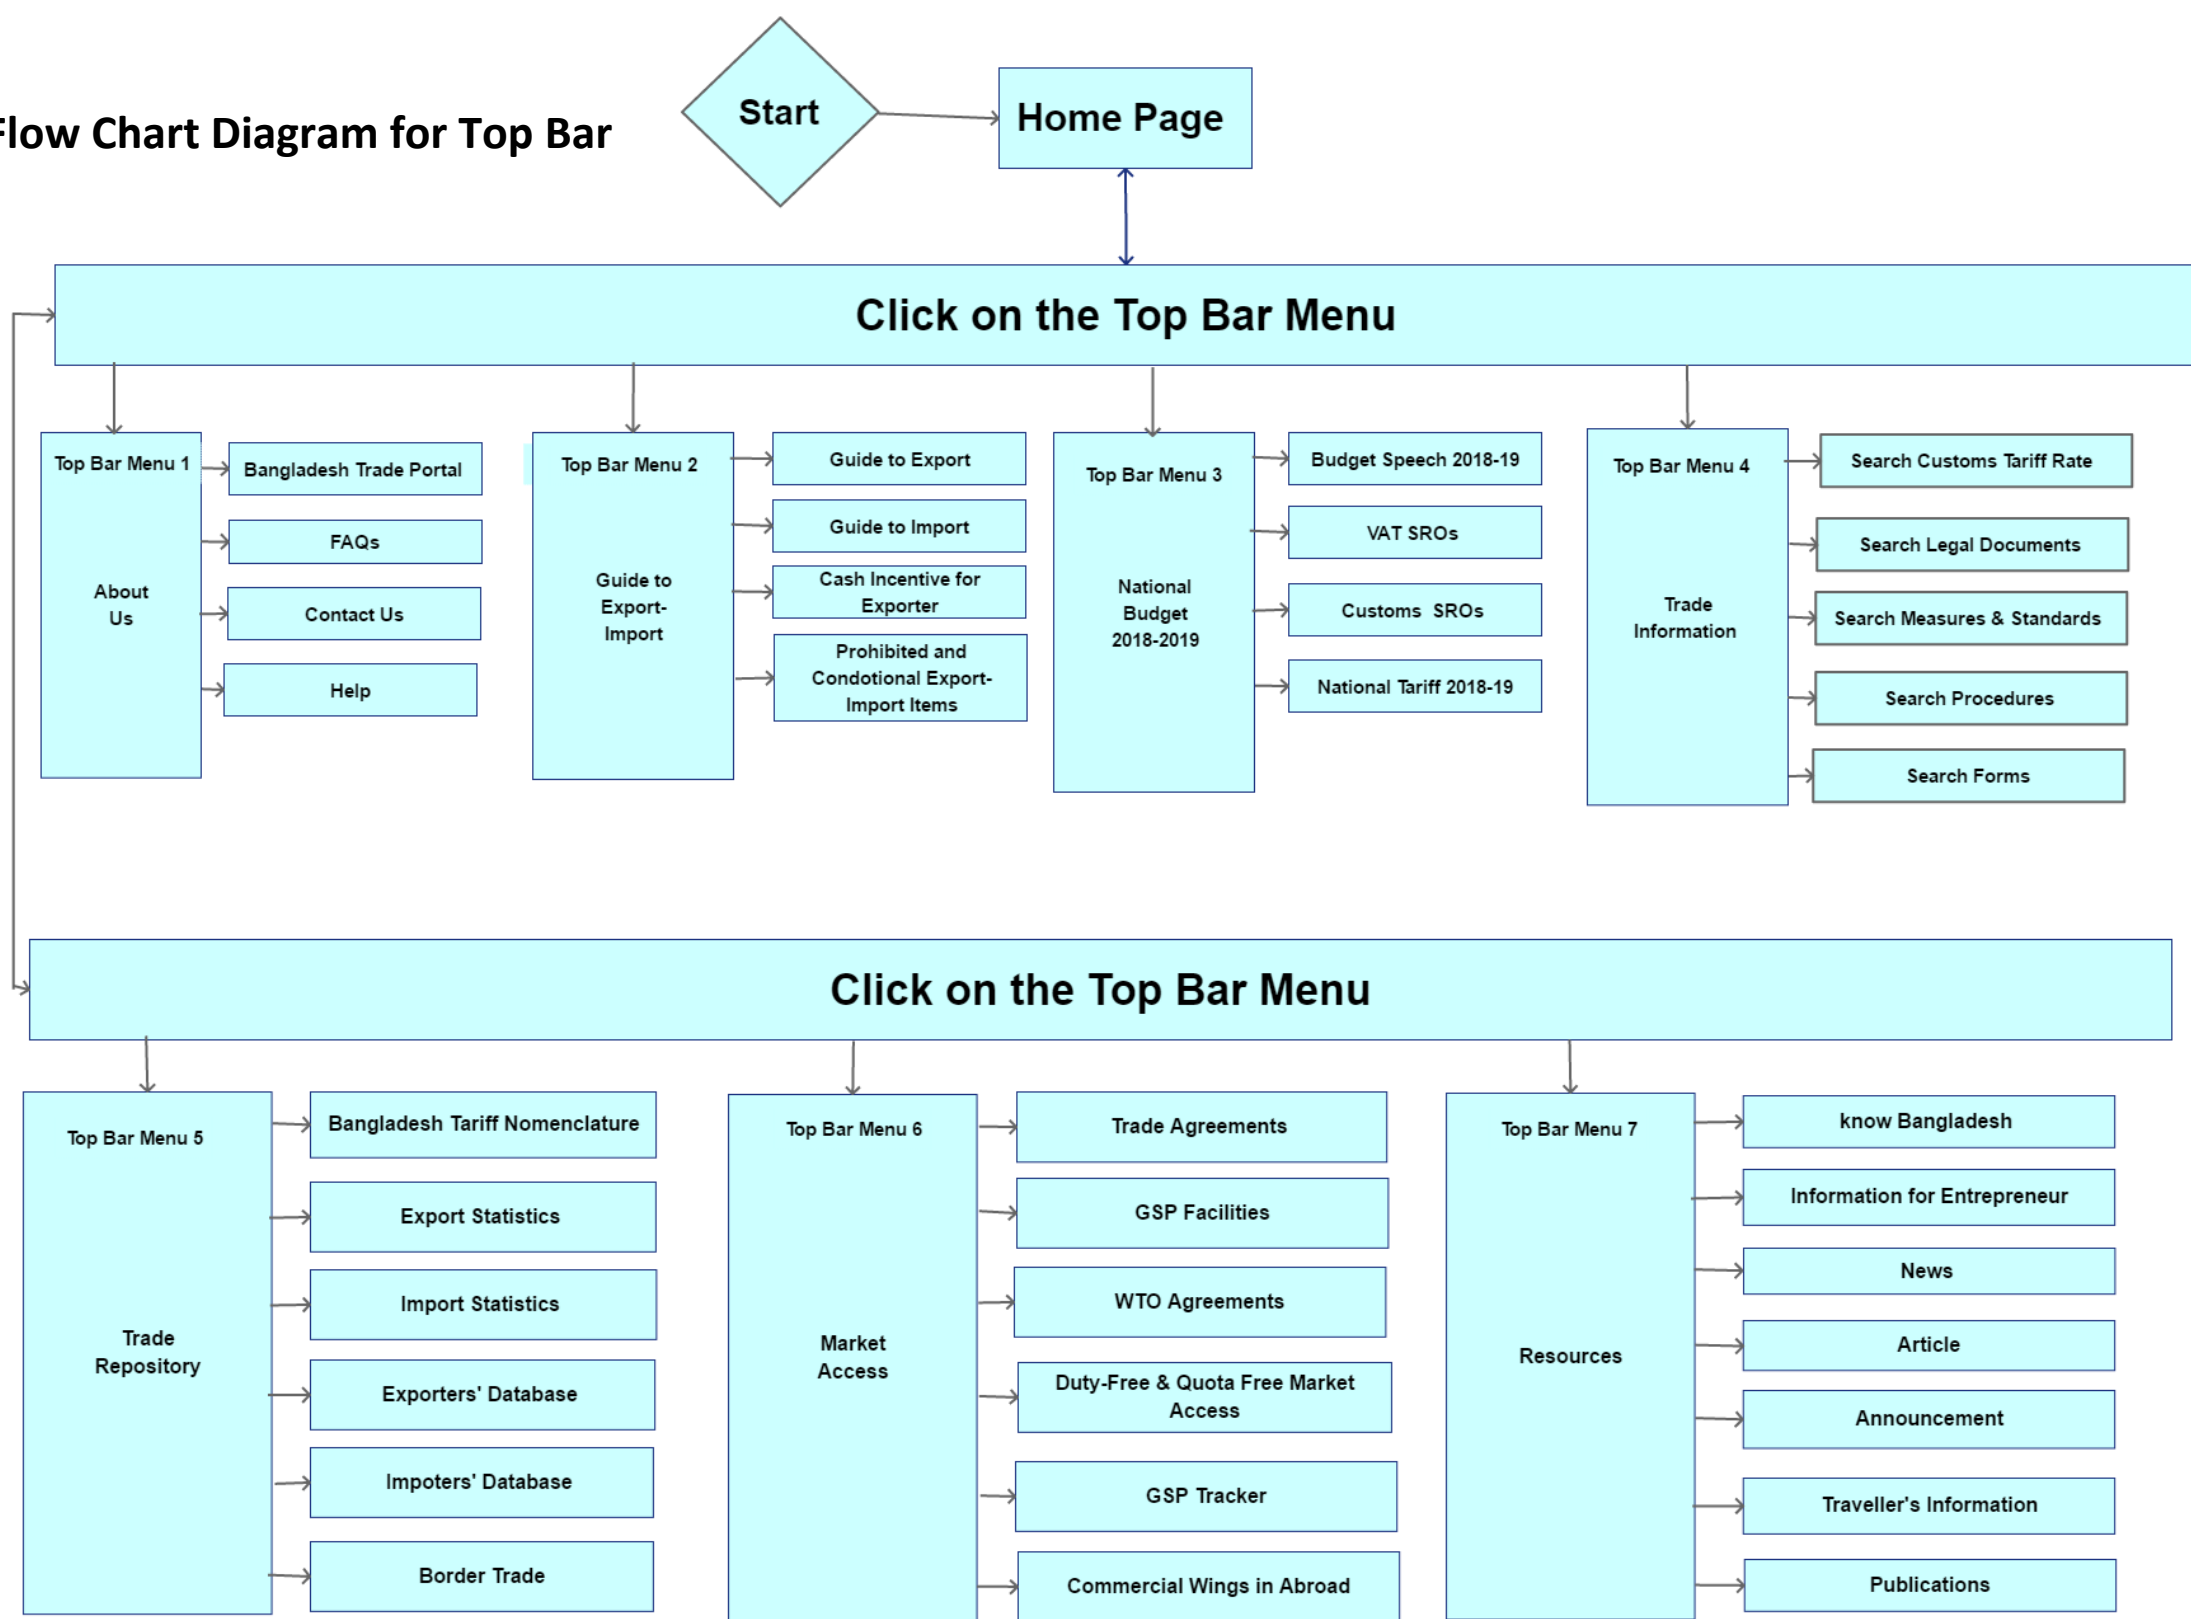 Flow Chart Diagram for Top Bar
Start
Home Page
Click on the Top Bar Menu
Top Bar Menu 1
About
Us
Bangladesh Trade Portal
FAQs
Contact Us
Help
Top Bar Menu 2
Guide to
Export-
Import
Guide to Export
Guide to Import
Cash Incentive for
Exporter
Prohibited and
Condotional Export-
Import Items
Top Bar Menu 3
National
Budget
2018-2019
Budget Speech 2018-19
VAT SROs
Customs SROs
National Tariff 2018-19
Top Bar Menu 4
Trade
Information
Search Customs Tariff Rate
Search Legal Documents
Search Measures & Standards
Search Procedures
Search Forms
Click on the Top Bar Menu
Top Bar Menu 5
Trade
Repository
Bangladesh Tariff Nomenclature
Export Statistics
Import Statistics
Exporters' Database
Impoters' Database
Border Trade
Top Bar Menu 6
Market
Access
Trade Agreements
GSP Facilities
WTO Agreements
Duty-Free & Quota Free Market
Access
GSP Tracker
Commercial Wings in Abroad
Top Bar Menu 7
Resources
know Bangladesh
Information for Entrepreneur
News
Article
Announcement
Traveller's Information
Publications